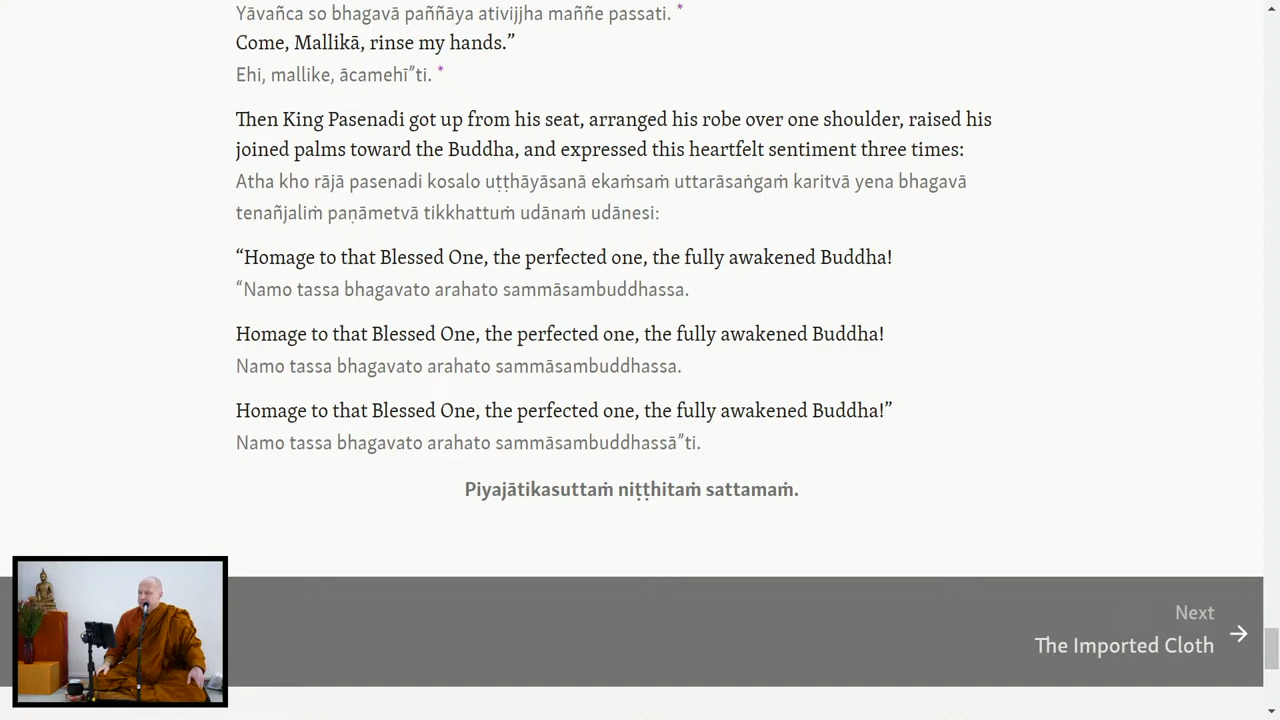 Yāvañca so bhagavā paññāya ativijjha maññe passati. *
Come, Mallikā, rinse my hands.”
Ehi, mallike, ācamehī”ti. *
Then King Pasenadi got up from his seat, arranged his robe over one shoulder, raised his
joined palms toward the Buddha, and expressed this heartfelt sentiment three times:
Atha kho rājā pasenadi kosalo uṭṭhāyāsanā ekaṁsaṁ uttarāsaṅgaṁ karitvā yena bhagavā
tenañjaliṁ paṇāmetvā tikkhattuṁ udānaṁ udānesi:
“Homage to that Blessed One, the perfected one, the fully awakened Buddha!
“Namo tassa bhagavato arahato sammāsambuddhassa.
Homage to that Blessed One, the perfected one, the fully awakened Buddha!
Namo tassa bhagavato arahato sammāsambuddhassa.
Homage to that Blessed One, the perfected one, the fully awakened Buddha!”
Namo tassa bhagavato arahato sammāsambuddhassā”ti.
Piyajātikasuttaṁ niṭṭhitaṁ sattamaṁ.
Next
The Imported Cloth